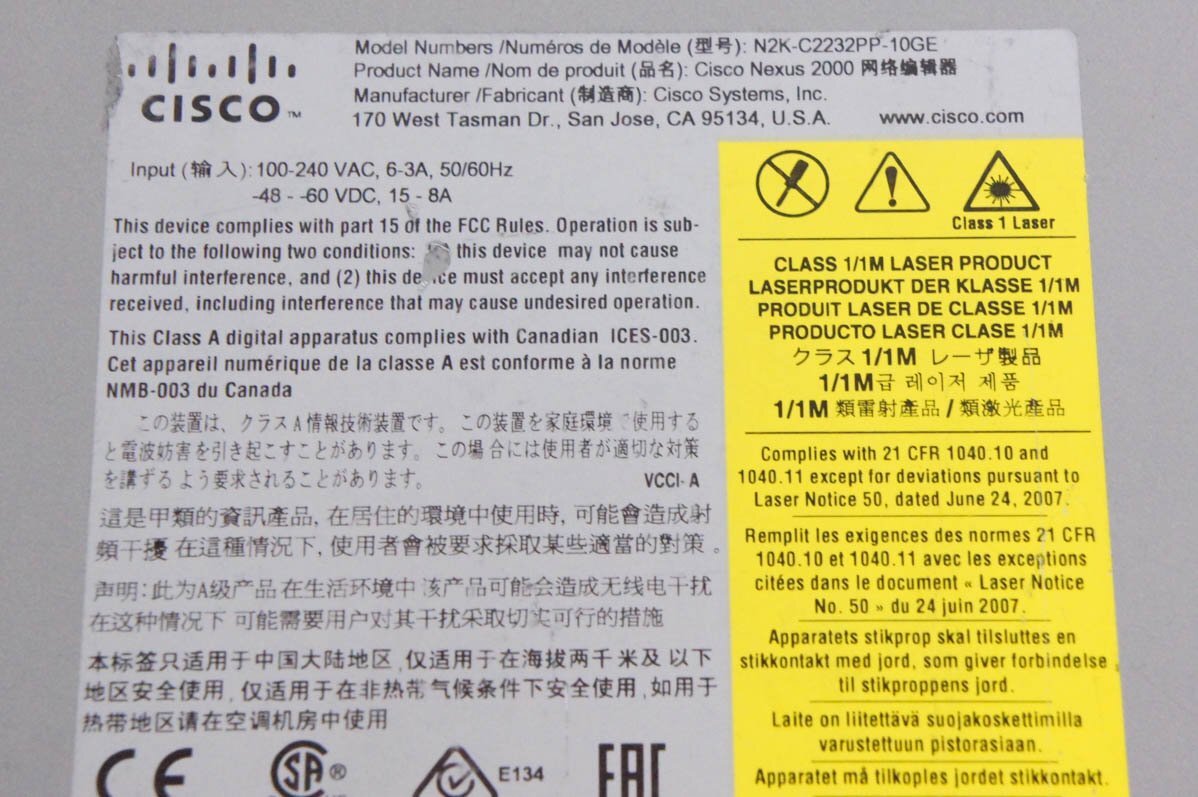 CISCO™
Model Numbers /Numéros de Modèle (型号): N2K-C2232PP-10GE
Product Name /Nom de produit (品名): Cisco Nexus 2000 网络编辑器
Manufacturer /Fabricant (制造商): Cisco Systems, Inc.
170 West Tasman Dr., San Jose, CA 95134, U.S.A. www.cisco.com
Input (输入): 100-240 VAC, 6-3A, 50/60Hz
-48 - -60 VDC, 15 - 8A
This device complies with part 15 of the FCC Rules. Operation is sub-
ject to the following two conditions: this device may not cause
harmful interference, and (2) this must accept any interference
received, including interference that may cause undesired operation.
This Class A digital apparatus complies with Canadian ICES-003.
Cet appareil numérique de la classe A est conforme à la norme
NMB-003 du Canada
この装置は、クラスA情報技術装置です。この装置を家庭環境 使用する
と電波妨害を引き起こすことがあります。この場合には使用者が適切な対策
を講ずるよう要求されることがあります。
VCCI-A
這是甲類的資訊產品, 在居住的環境中使用時, 可能會造成射
頻干擾 在這種情況下, 使用者會被要求採取某些適當的對策。
声明: 此为A级产品 在生活环境中 该产品可能会造成无线电干扰
在这种情况下 可能需要用户对其干扰采取切实可行的措施
本标签只适用于中国大陆地区,仅适用于在海拔两千米及以下
地区安全使用,仅适用于在非热带气候条件下安全使用,如用于
热带地区请在空调机房中使用
CE
SA®
E134
EAC
Class 1 Laser
CLASS 1/1M LASER PRODUCT
LASERPRODUKT DER KLASSE 1/1M
PRODUIT LASER DE CLASSE 1/1M
PRODUCTO LASER CLASE 1/1M
クラス 1/1M レーザ製品
1/1M급 레이저 제품
1/1M 類雷射產品 / 類激光產品
Complies with 21 CFR 1040.10 and
1040.11 except for deviations pursuant to
Laser Notice 50, dated June 24, 2007.
Remplit les exigences des normes 21 CFR
1040.10 et 1040.11 avec les exceptions
citées dans le document « Laser Notice
No. 50 » du 24 juin 2007.
Apparatets stikprop skal tilsluttes en
stikkontakt med jord, som giver forbindelse
til stikproppens jord.
Laite on liitettävä suojakoskettimilla
varustettuun pistorasiaan.
Apparatet må tilkoples jordet stikkontakt.